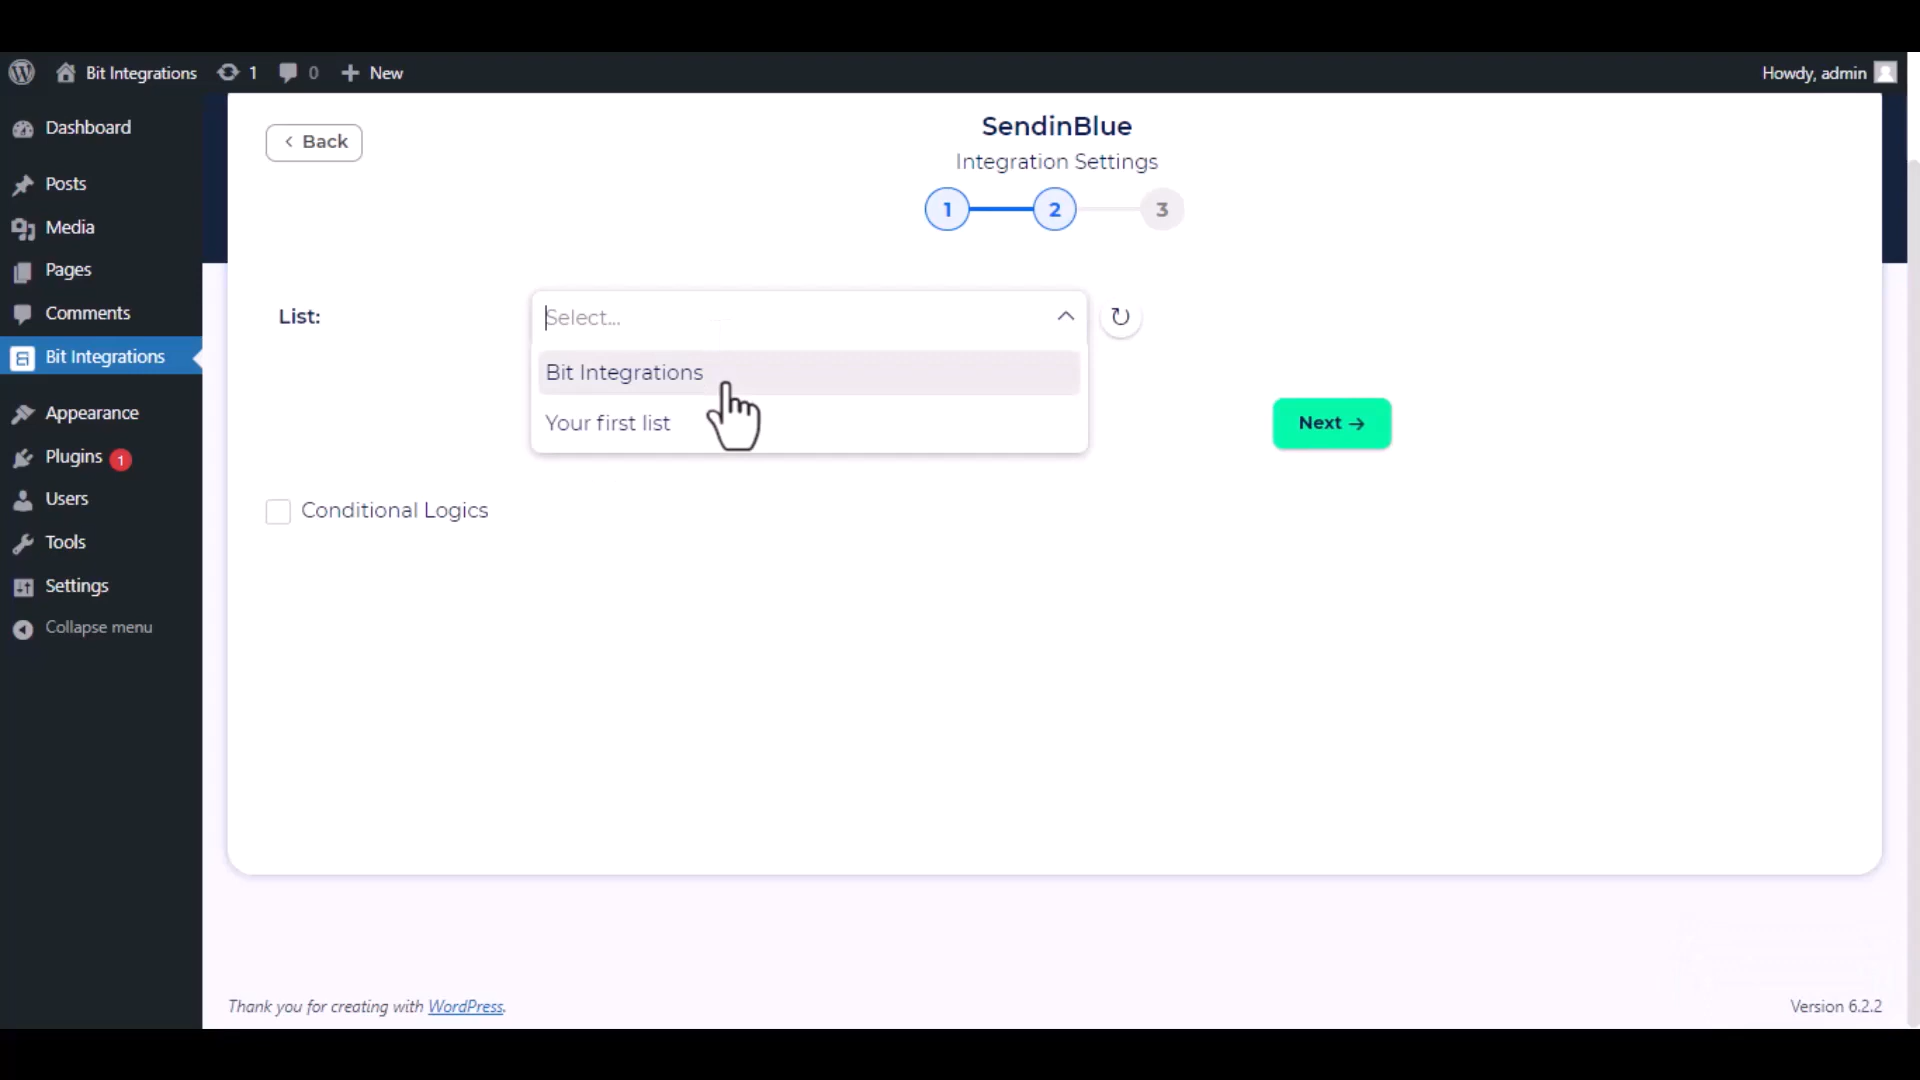 Bit Integrations 1 0 New Howdy, admin
Dashboard
Posts
Media
Pages
Comments
Bit Integrations
Appearance
Plugins 1
Users
Tools
Settings
Collapse menu
Back
SendinBlue
Integration Settings
1 2 3
List:
Select...
Bit Integrations
Your first list
Next →
Conditional Logics
Thank you for creating with WordPress.
Version 6.2.2